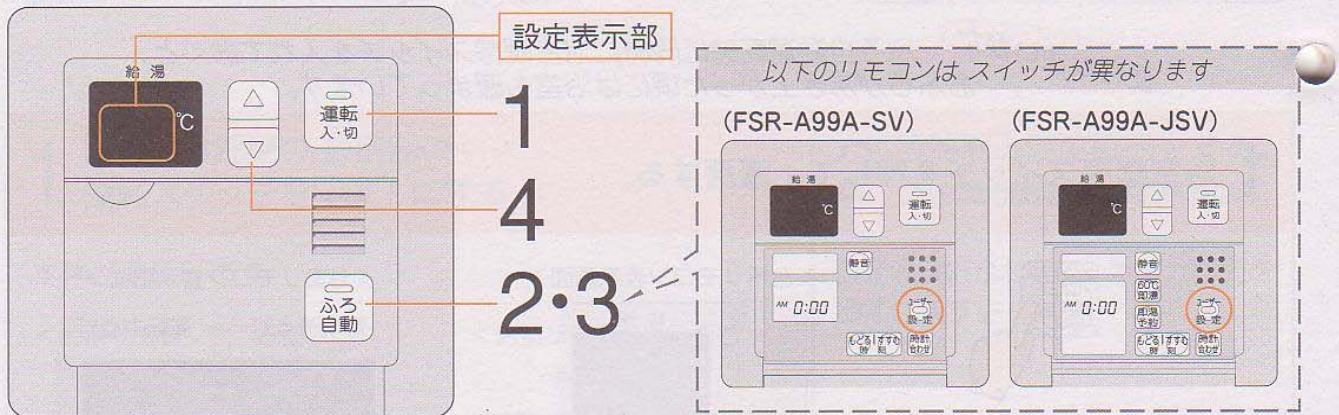 設定表示部
給湯
℃
運転
入・切
1
4
2・3
ふろ
自動
以下のリモコンは スイッチが異なります
(FSR-A99A-SV)
給湯
℃
運転
入・切
静音
AM 0:00
ユーザー
設定
もどる すすむ
時 刻
時計
合わせ
(FSR-A99A-JSV)
給湯
℃
運転
入・切
静音
60℃
即湯
即湯
予約
AM 0:00
ユーザー
設定
もどる すすむ
時 刻
時計
合わせ